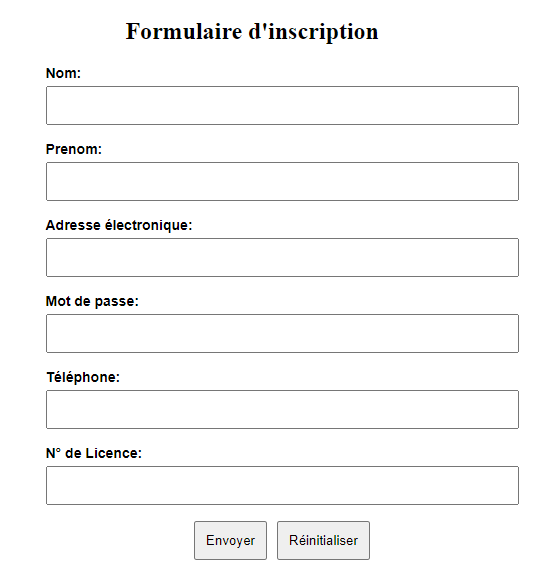 Formulaire d'inscription
Nom:
Prenom:
Adresse électronique:
Mot de passe:
Téléphone:
N° de Licence:
Envoyer Réinitialiser